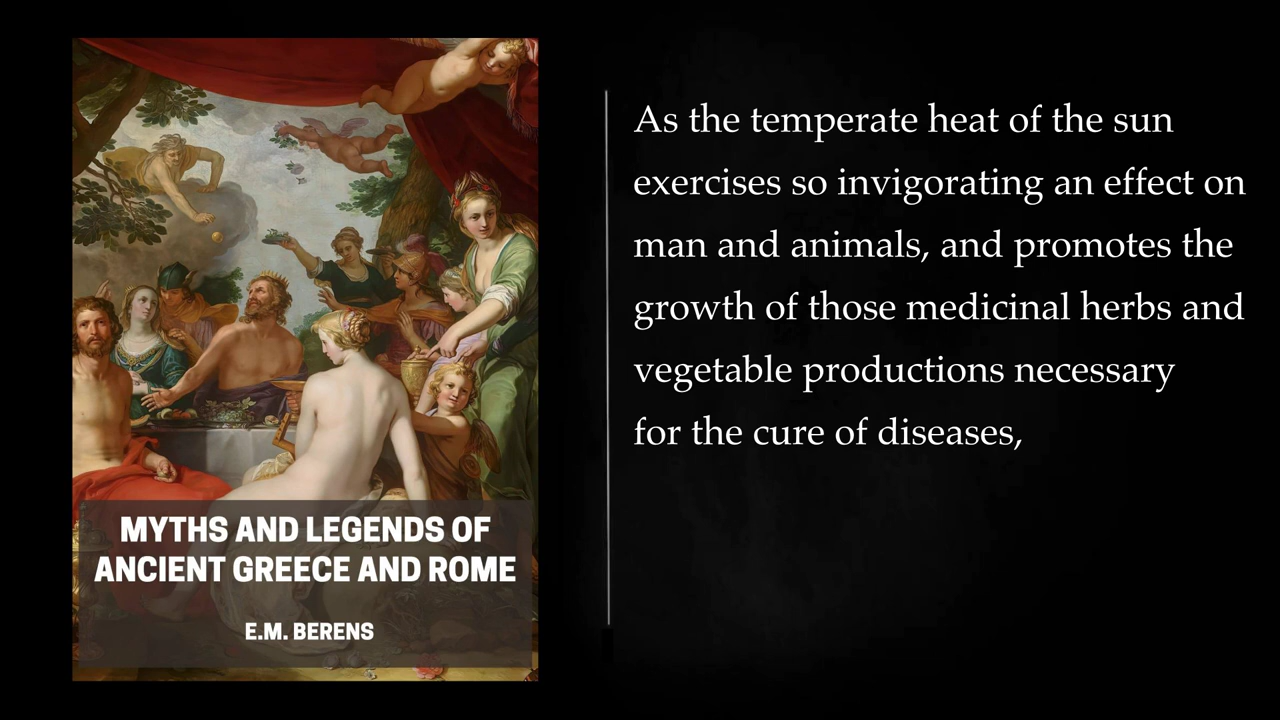 MYTHS AND LEGENDS OF
ANCIENT GREECE AND ROME
E.M. BERENS
As the temperate heat of the sun
exercises so invigorating an effect on
man and animals, and promotes the
growth of those medicinal herbs and
vegetable productions necessary
for the cure of diseases,